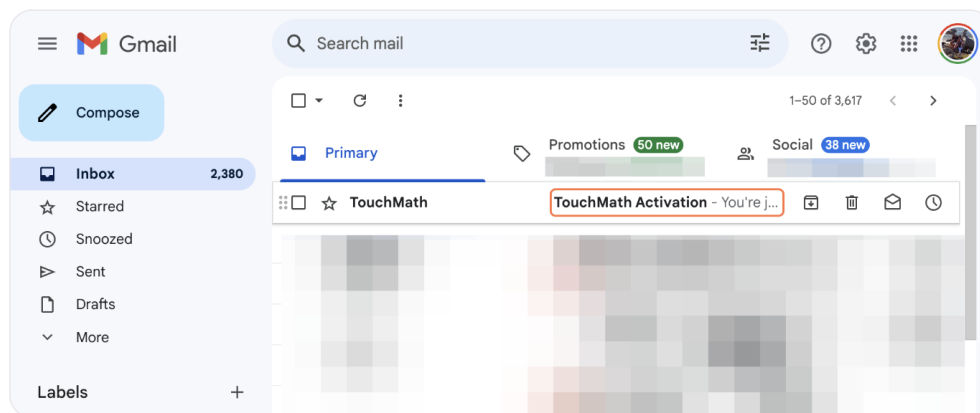 Gmail
Search mail
Compose
1–50 of 3,617
Primary
Promotions 50 new
Social 38 new
Inbox 2,380
TouchMath TouchMath Activation - You're j...
Starred
Snoozed
Sent
Drafts
More
Labels